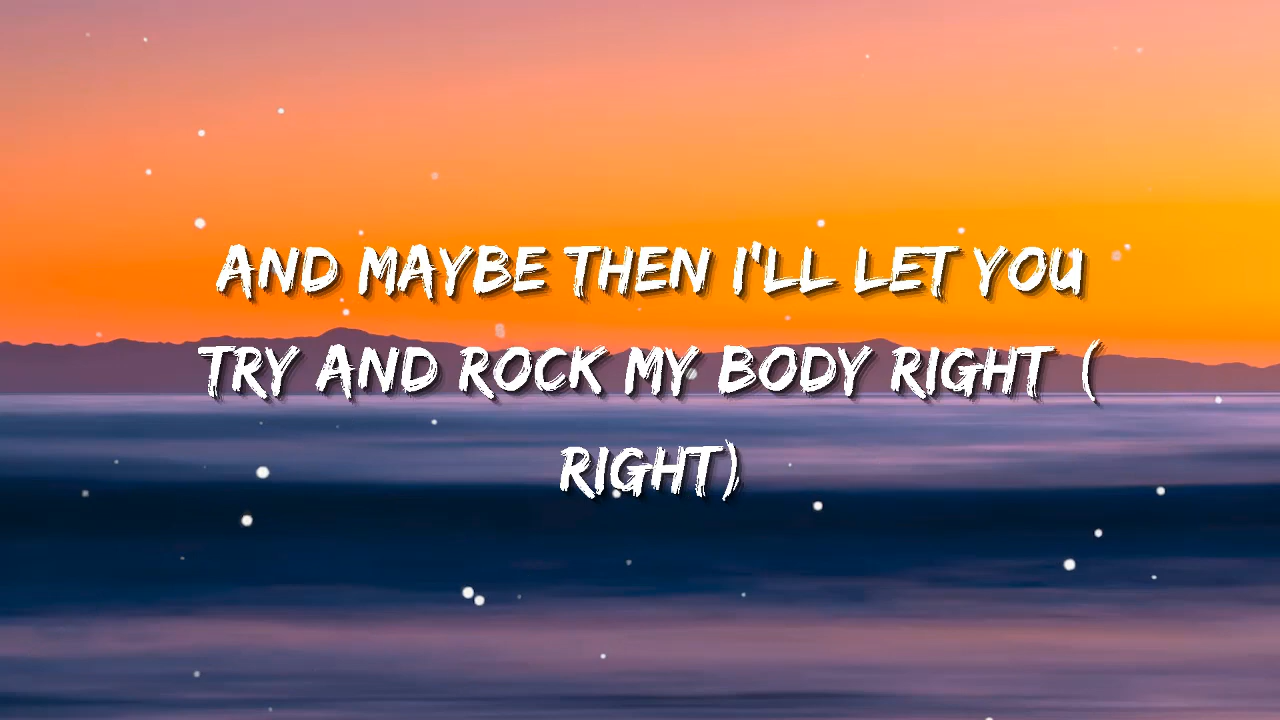 AND MAYBE THEN I'LL LET YOU
TRY AND ROCK MY BODY RIGHT (
RIGHT)